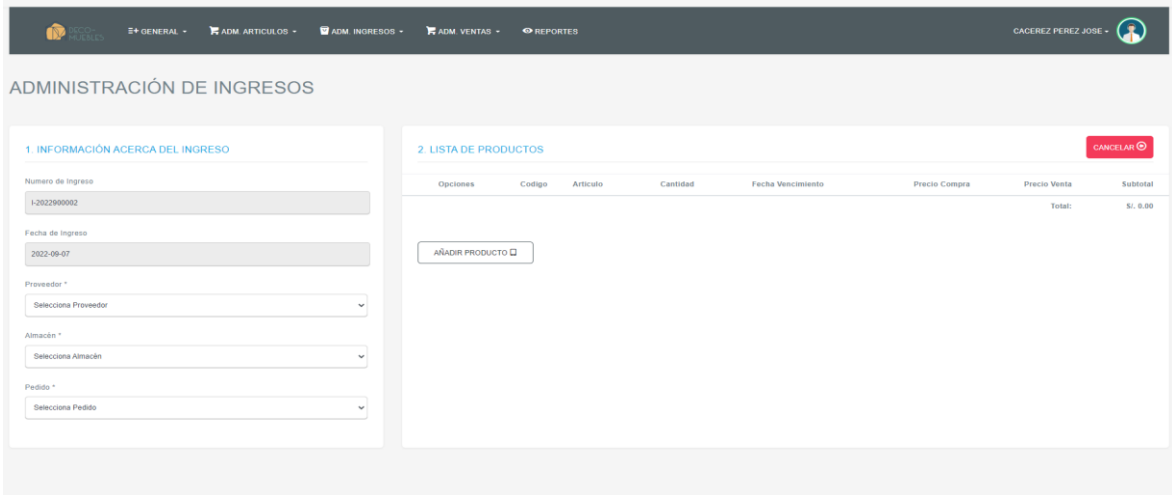 DECO-
MUEBLES
GENERAL
ADM. ARTICULOS
ADM. INGRESOS
ADM. VENTAS
REPORTES
CACEREZ PEREZ JOSE
ADMINISTRACIÓN DE INGRESOS
1. INFORMACIÓN ACERCA DEL INGRESO
Numero de Ingreso
I-2022900002
Fecha de Ingreso
2022-09-07
Proveedor *
Selecciona Proveedor
Almacén *
Selecciona Almacén
Pedido *
Selecciona Pedido
2. LISTA DE PRODUCTOS
CANCELAR
Opciones Codigo Articulo Cantidad Fecha Vencimiento Precio Compra Precio Venta Subtotal
Total: S/. 0.00
AÑADIR PRODUCTO